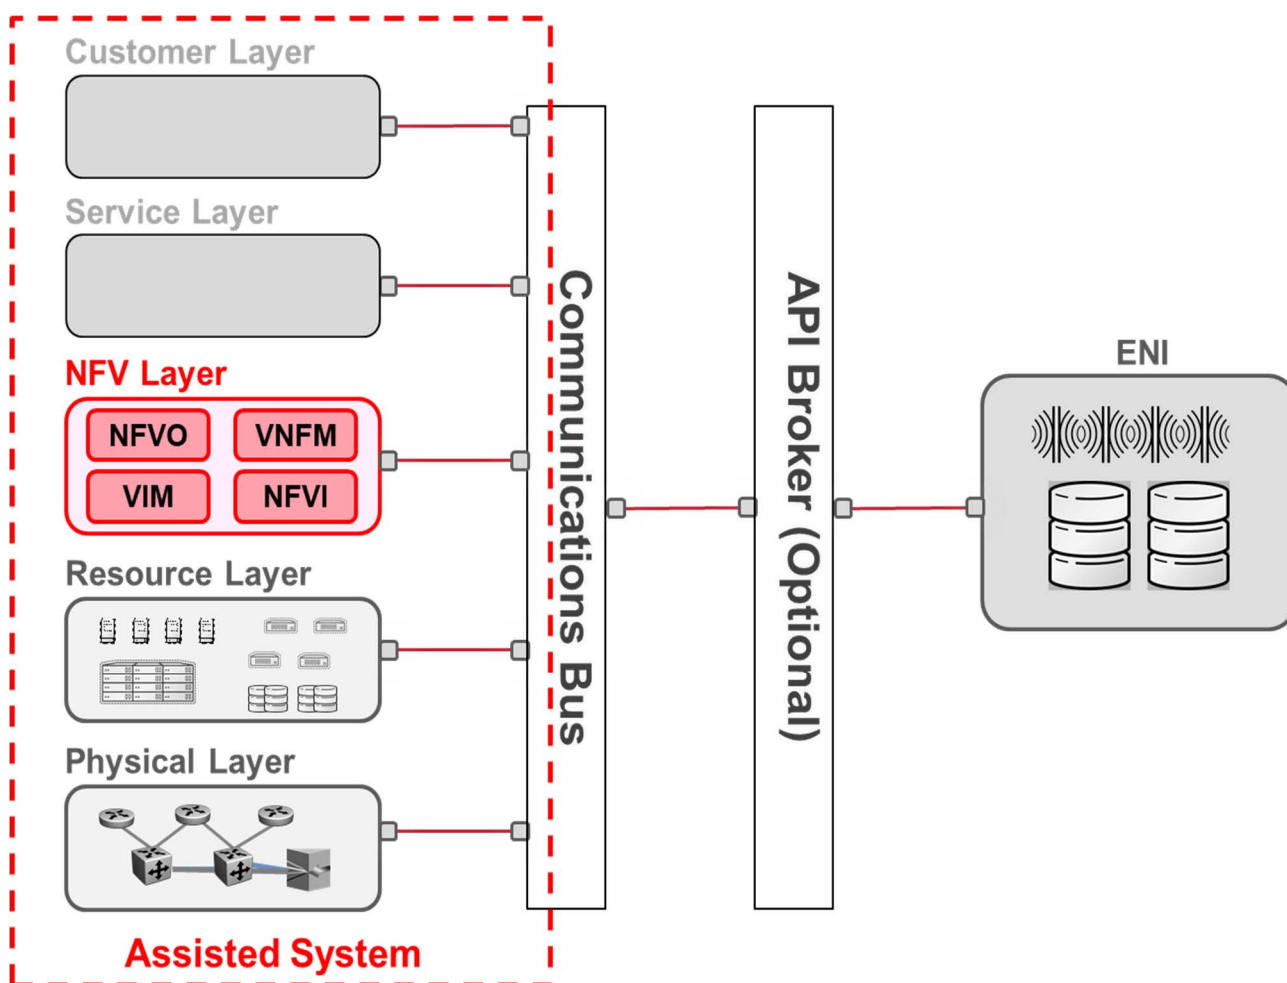 Customer Layer
Service Layer
NFV Layer
NFVO VNFM
VIM NFVI
Resource Layer
Physical Layer
Assisted System
Communications Bus
API Broker (Optional)
ENI